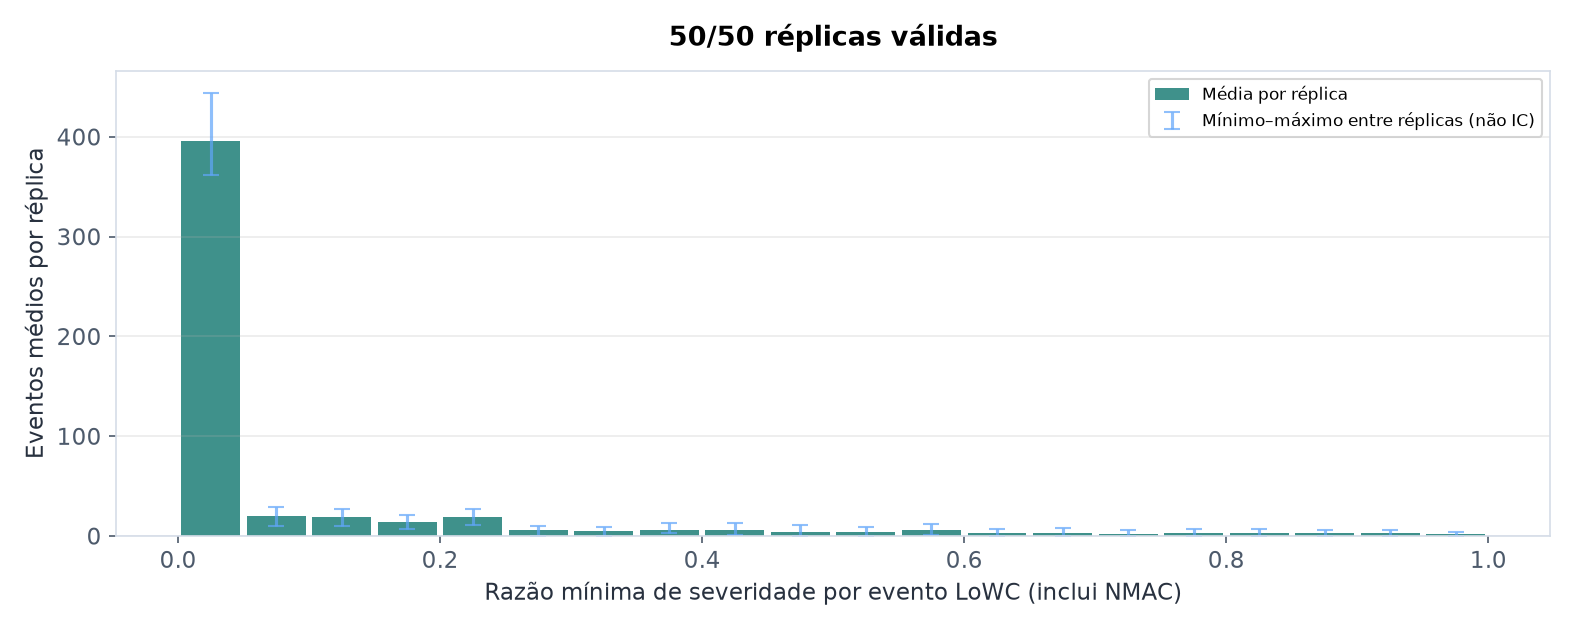 50/50 réplicas válidas
Média por réplica
Mínimo–máximo entre réplicas (não IC)
Eventos médios por réplica
400
300
200
100
0
0.0 0.2 0.4 0.6 0.8 1.0
Razão mínima de severidade por evento LoWC (inclui NMAC)